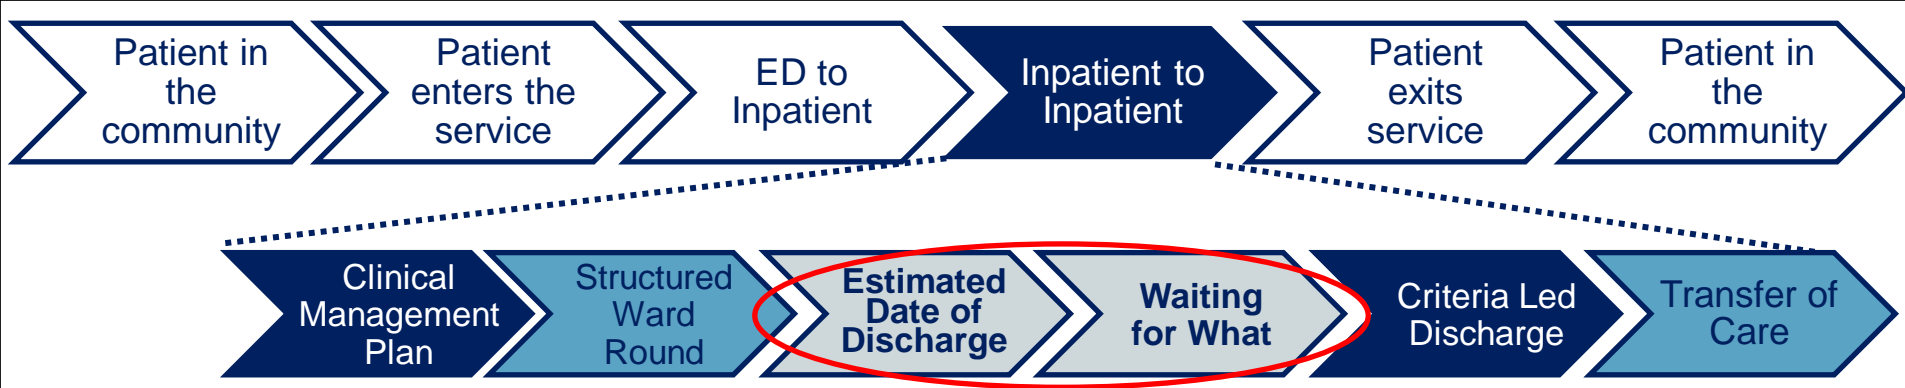 Patient in
the
community
Patient
enters the
service
ED to
Inpatient
Inpatient to
Inpatient
Patient
exits
service
Patient in
the
community
Clinical
Management
Plan
Structured
Ward
Round
Estimated
Date of
Discharge
Waiting
for What
Criteria Led
Discharge
Transfer of
Care